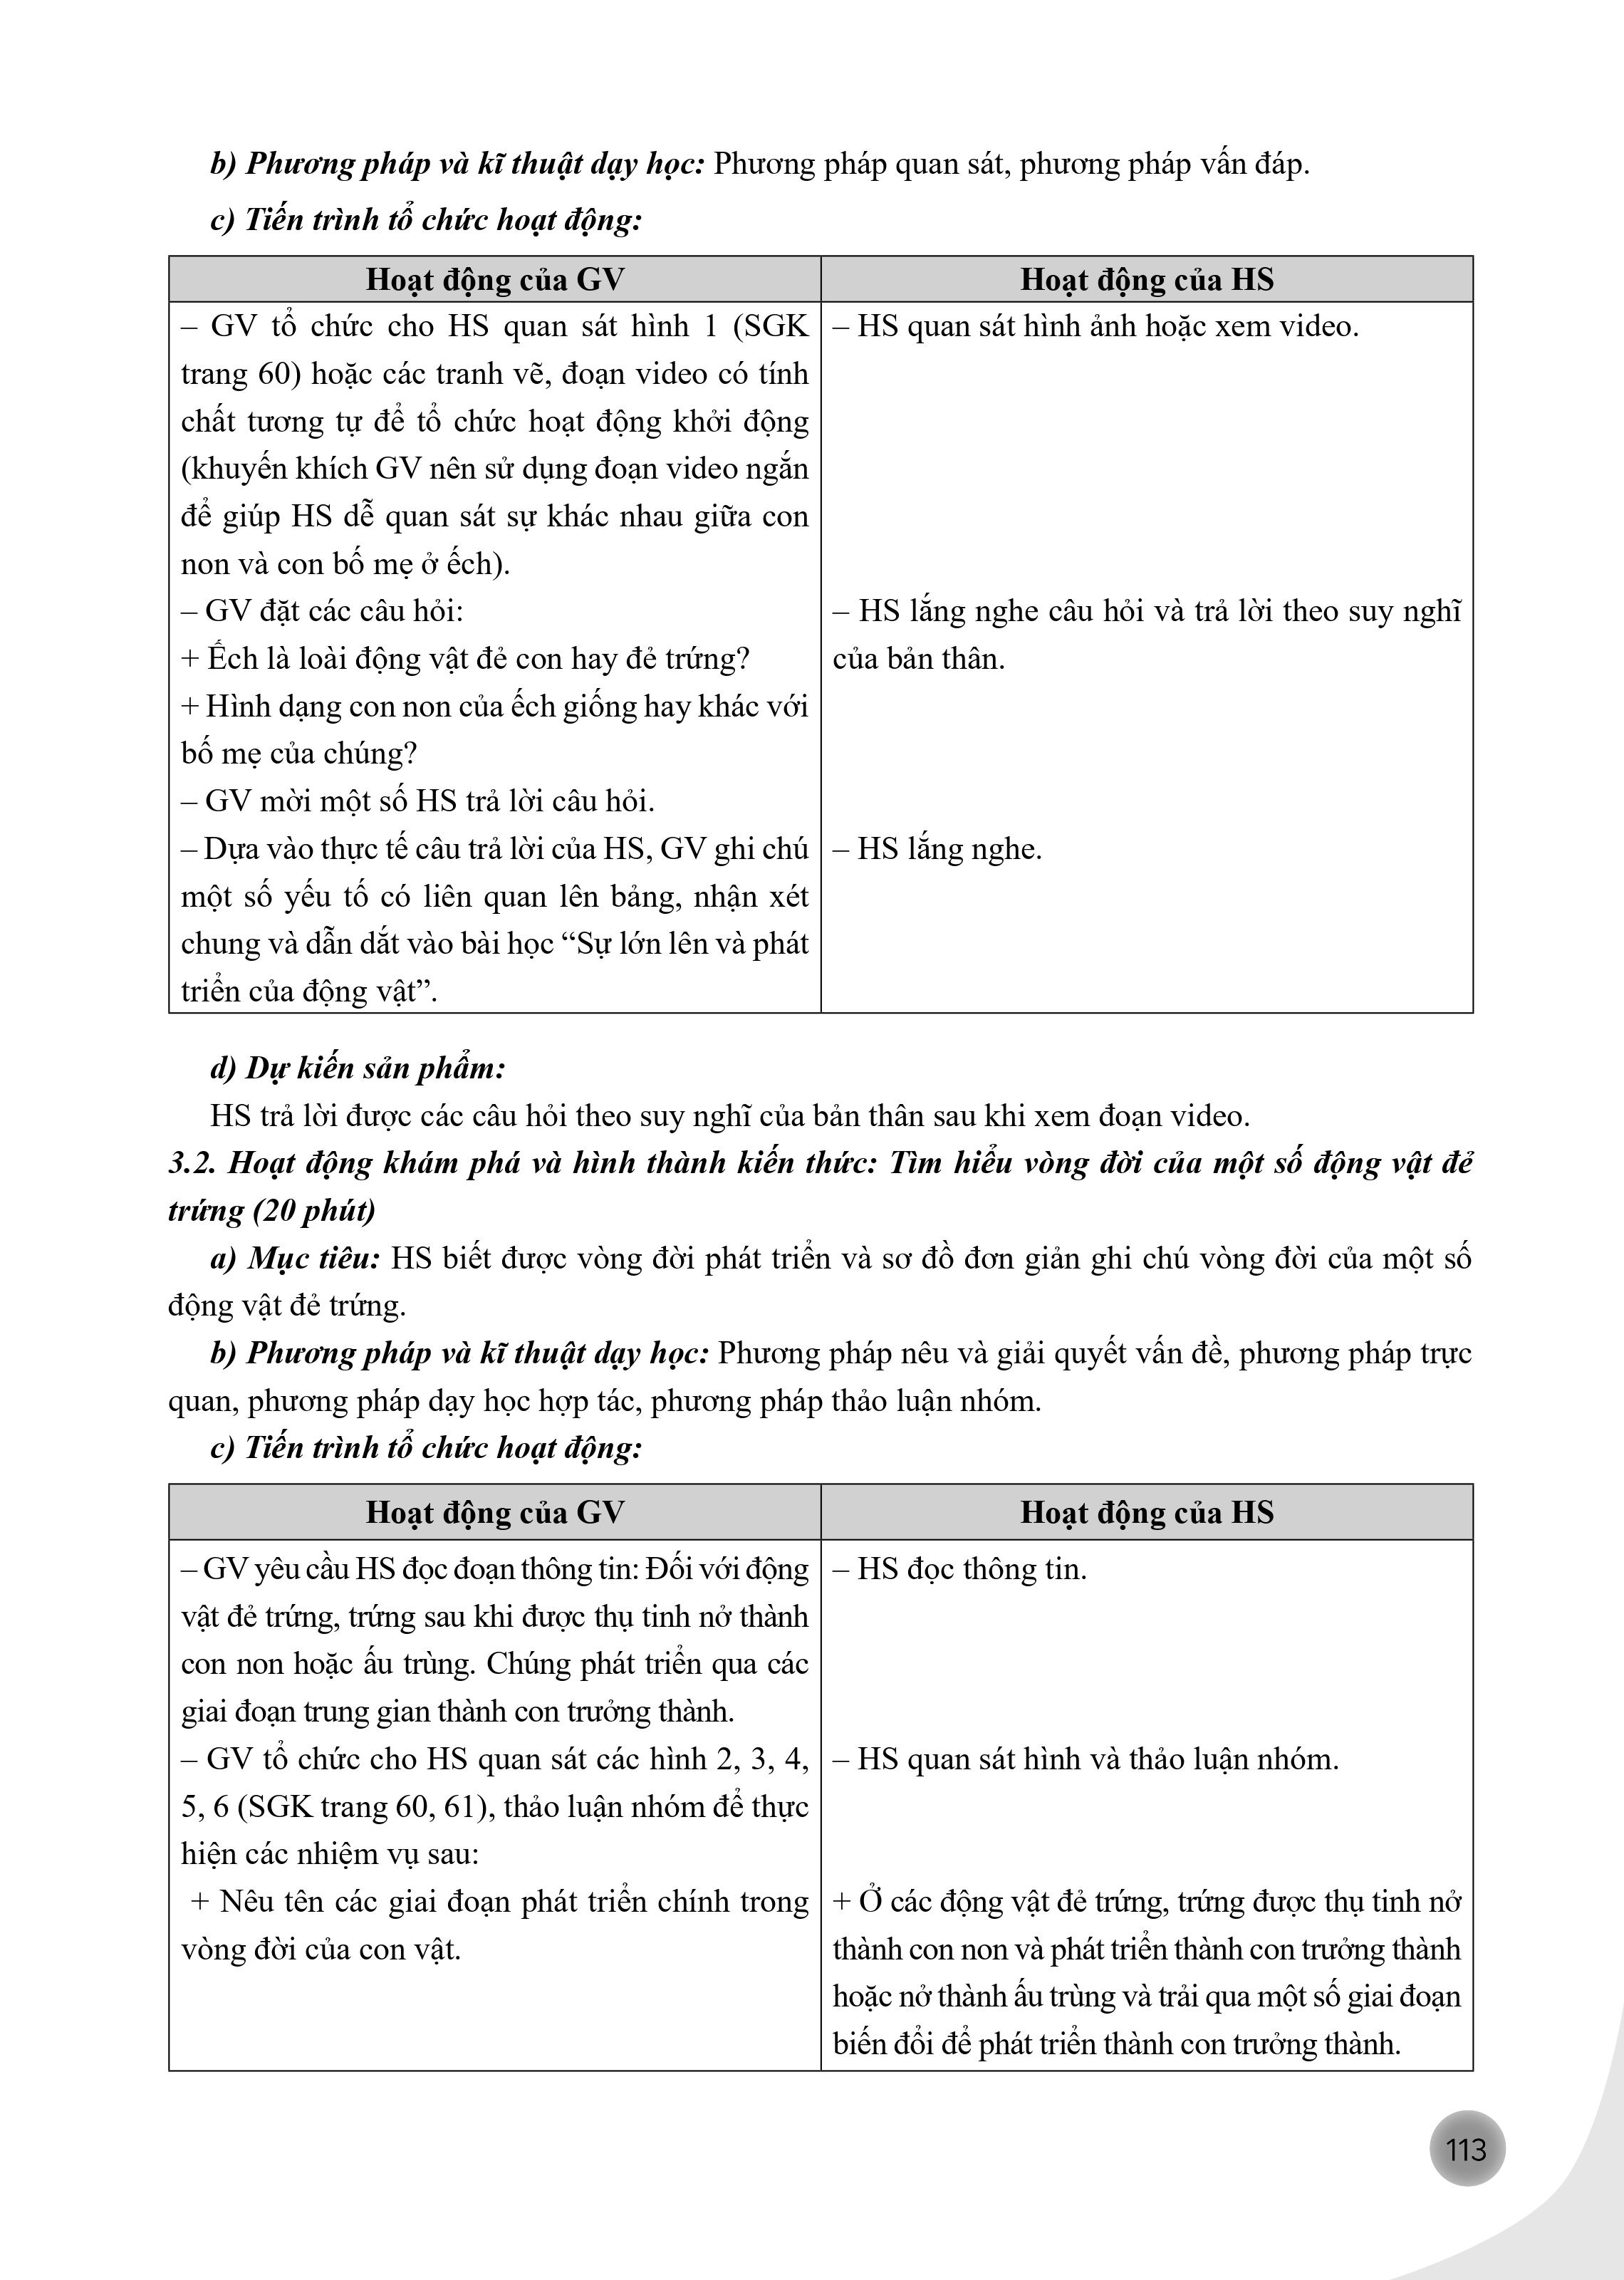 b) Phương pháp và kĩ thuật dạy học: Phương pháp quan sát, phương pháp vấn đáp.
c) Tiến trình tổ chức hoạt động:
Hoạt động của GV
Hoạt động của HS
– GV tổ chức cho HS quan sát hình 1 (SGK
trang 60) hoặc các tranh vẽ, đoạn video có tính
chất tương tự để tổ chức hoạt động khởi động
(khuyến khích GV nên sử dụng đoạn video ngắn
để giúp HS dễ quan sát sự khác nhau giữa con
non và con bố mẹ ở ếch).
– GV đặt các câu hỏi:
+ Ếch là loài động vật đẻ con hay đẻ trứng?
+ Hình dạng con non của ếch giống hay khác với
bố mẹ của chúng?
– GV mời một số HS trả lời câu hỏi.
– Dựa vào thực tế câu trả lời của HS, GV ghi chú
một số yếu tố có liên quan lên bảng, nhận xét
chung và dẫn dắt vào bài học “Sự lớn lên và phát
triển của động vật”.
– HS quan sát hình ảnh hoặc xem video.
– HS lắng nghe câu hỏi và trả lời theo suy nghĩ
của bản thân.
– HS lắng nghe.
d) Dự kiến sản phẩm:
HS trả lời được các câu hỏi theo suy nghĩ của bản thân sau khi xem đoạn video.
3.2. Hoạt động khám phá và hình thành kiến thức: Tìm hiểu vòng đời của một số động vật đẻ
trứng (20 phút)
a) Mục tiêu: HS biết được vòng đời phát triển và sơ đồ đơn giản ghi chú vòng đời của một số
động vật đẻ trứng.
b) Phương pháp và kĩ thuật dạy học: Phương pháp nêu và giải quyết vấn đề, phương pháp trực
quan, phương pháp dạy học hợp tác, phương pháp thảo luận nhóm.
c) Tiến trình tổ chức hoạt động:
Hoạt động của GV
Hoạt động của HS
– GV yêu cầu HS đọc đoạn thông tin: Đối với động
vật đẻ trứng, trứng sau khi được thụ tinh nở thành
con non hoặc ấu trùng. Chúng phát triển qua các
giai đoạn trung gian thành con trưởng thành.
– GV tổ chức cho HS quan sát các hình 2, 3, 4,
5, 6 (SGK trang 60, 61), thảo luận nhóm để thực
hiện các nhiệm vụ sau:
+ Nêu tên các giai đoạn phát triển chính trong
vòng đời của con vật.
– HS đọc thông tin.
– HS quan sát hình và thảo luận nhóm.
+ Ở các động vật đẻ trứng, trứng được thụ tinh nở
thành con non và phát triển thành con trưởng thành
hoặc nở thành ấu trùng và trải qua một số giai đoạn
biến đổi để phát triển thành con trưởng thành.
113